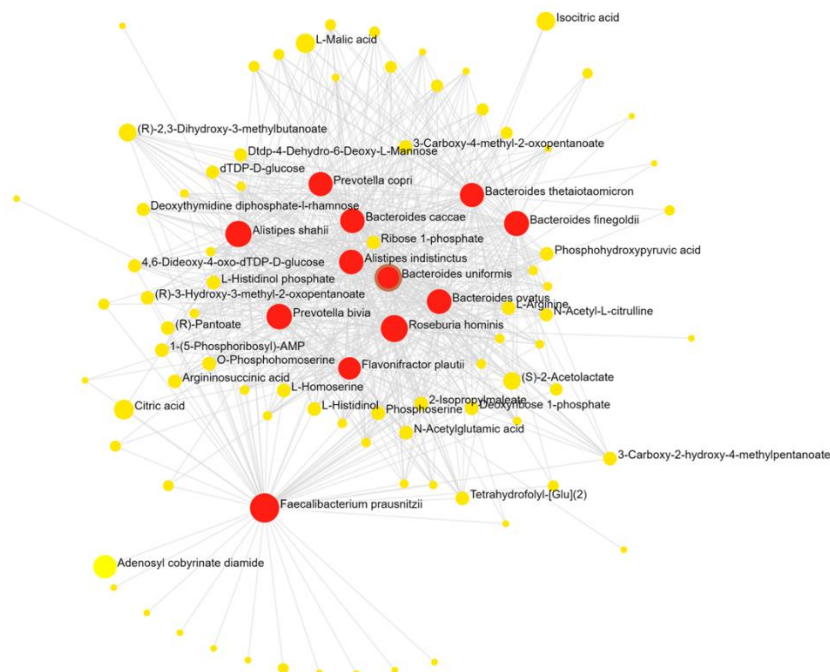 Isocitric acid
L-Malic acid
(R)-2,3-Dihydroxy-3-methylbutanoate
3-Carboxy-4-methyl-2-oxopentanoate
Dtdp-4-Dehydro-6-Deoxy-L-Mannose
dTDP-D-glucose
Prevotella copri
Bacteroides thetaiotaomicron
Deoxythymidine diphosphate-l-rhamnose
Bacteroides caccae
Bacteroides finegoldii
Alistipes shahii
Ribose 1-phosphate
Phosphohydroxypyruvic acid
4,6-Dideoxy-4-oxo-dTDP-D-glucose
Alistipes indistinctus
L-Histidinol phosphate
Bacteroides uniformis
(R)-3-Hydroxy-3-methyl-2-oxopentanoate
Bacteroides ovatus
L-Arginine
N-Acetyl-L-citrulline
Prevotella bivia
(R)-Pantoate
Roseburia hominis
1-(5-Phosphoribosyl)-AMP
O-Phosphohomoserine
Flavonifractor plautii
Argininosuccinic acid
(S)-2-Acetolactate
L-Homoserine
2-Isopropylmaleate
Citric acid
L-Histidinol
Phosphoserine
Deoxyribose 1-phosphate
N-Acetylglutamic acid
3-Carboxy-2-hydroxy-4-methylpentanoate
Tetrahydrofolyl-[Glu](2)
Faecalibacterium prausnitzii
Adenosyl cobyrinate diamide